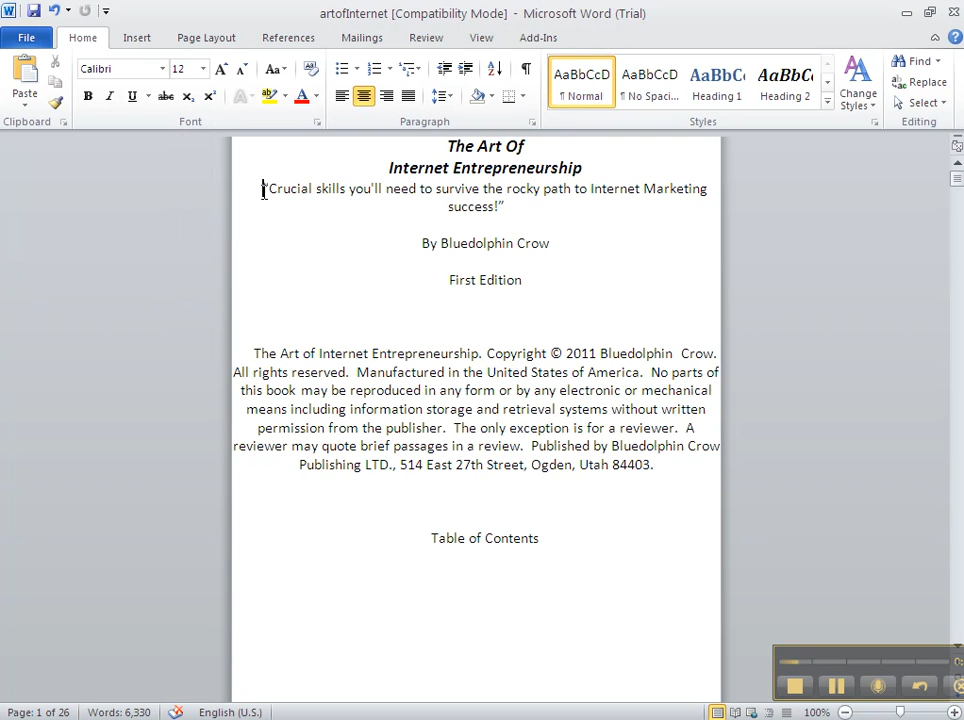 artofInternet [Compatibility Mode] - Microsoft Word (Trial)
File Home Insert Page Layout References Mailings Review View Add-Ins
Paste
Calibri 12
Aa
Find
Replace
Select
B I U abc x₂ x²
A
AaBbCcD AaBbCcD AaBbCc AaBbCc
¶ Normal ¶ No Spaci... Heading 1 Heading 2
Change Styles
Clipboard Font Paragraph Styles Editing
The Art Of
Internet Entrepreneurship
“Crucial skills you'll need to survive the rocky path to Internet Marketing
success!”
By Bluedolphin Crow
First Edition
The Art of Internet Entrepreneurship. Copyright © 2011 Bluedolphin Crow.
All rights reserved. Manufactured in the United States of America. No parts of
this book may be reproduced in any form or by any electronic or mechanical
means including information storage and retrieval systems without written
permission from the publisher. The only exception is for a reviewer. A
reviewer may quote brief passages in a review. Published by Bluedolphin Crow
Publishing LTD., 514 East 27th Street, Ogden, Utah 84403.
Table of Contents
Page: 1 of 26 Words: 6,330 English (U.S.) 100%